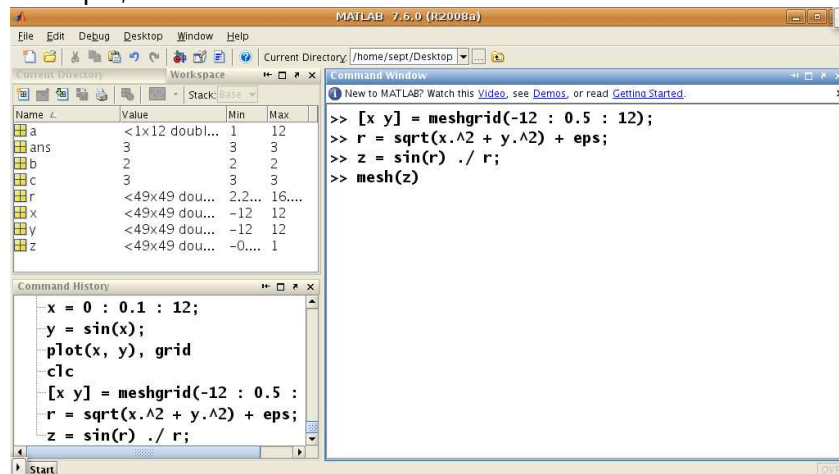 MATLAB 7.6.0 (R2008a)
File Edit Debug Desktop Window Help
Current Directory: /home/sept/Desktop
Current Directory Workspace
Stack: Base
Name Value Min Max
a <1x12 doubl... 1 12
ans 3 3 3
b 2 2 2
c 3 3 3
r <49x49 dou... 2.2... 16....
x <49x49 dou... -12 12
y <49x49 dou... -12 12
z <49x49 dou... -0.... 1
Command History
x = 0 : 0.1 : 12;
y = sin(x);
plot(x, y), grid
clc
[x y] = meshgrid(-12 : 0.5 :
r = sqrt(x.^2 + y.^2) + eps;
z = sin(r) ./ r;
Command Window
New to MATLAB? Watch this Video, see Demos, or read Getting Started.
>> [x y] = meshgrid(-12 : 0.5 : 12);
>> r = sqrt(x.^2 + y.^2) + eps;
>> z = sin(r) ./ r;
>> mesh(z)
Start
OVR